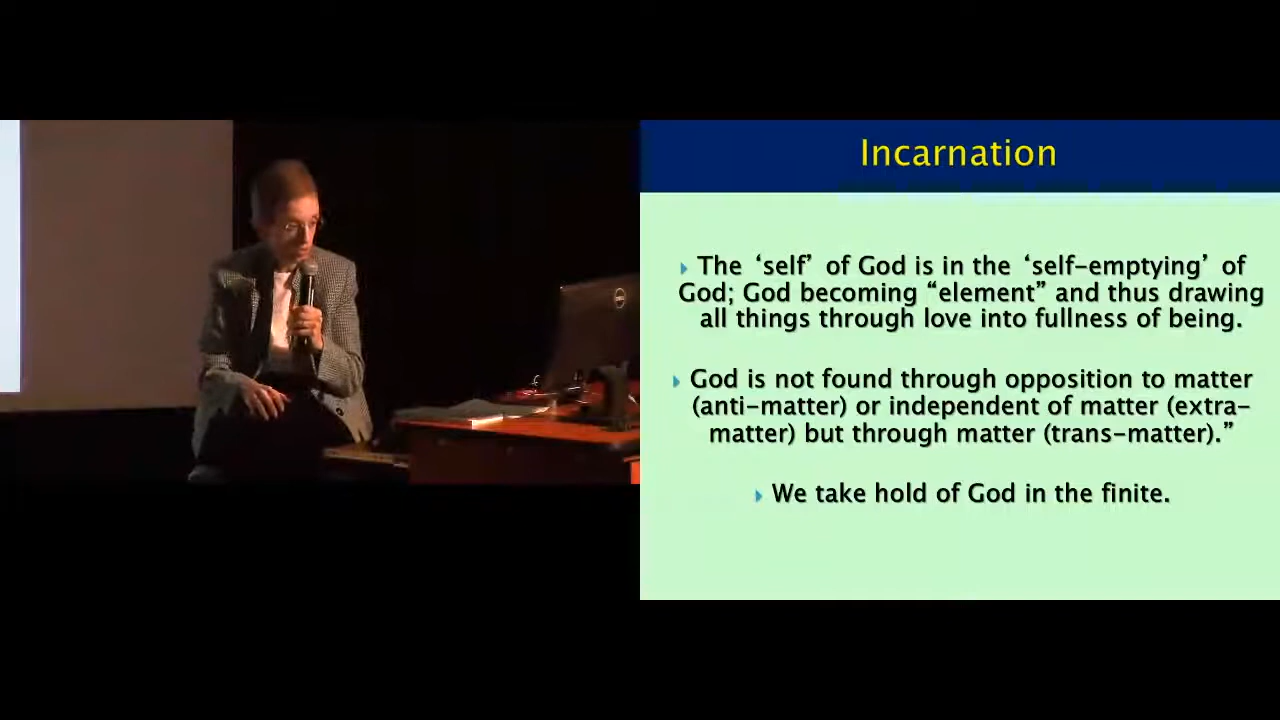 Incarnation
The ‘self’ of God is in the ‘self-emptying’ of
God; God becoming “element” and thus drawing
all things through love into fullness of being.
God is not found through opposition to matter
(anti-matter) or independent of matter (extra-
matter) but through matter (trans-matter).”
We take hold of God in the finite.